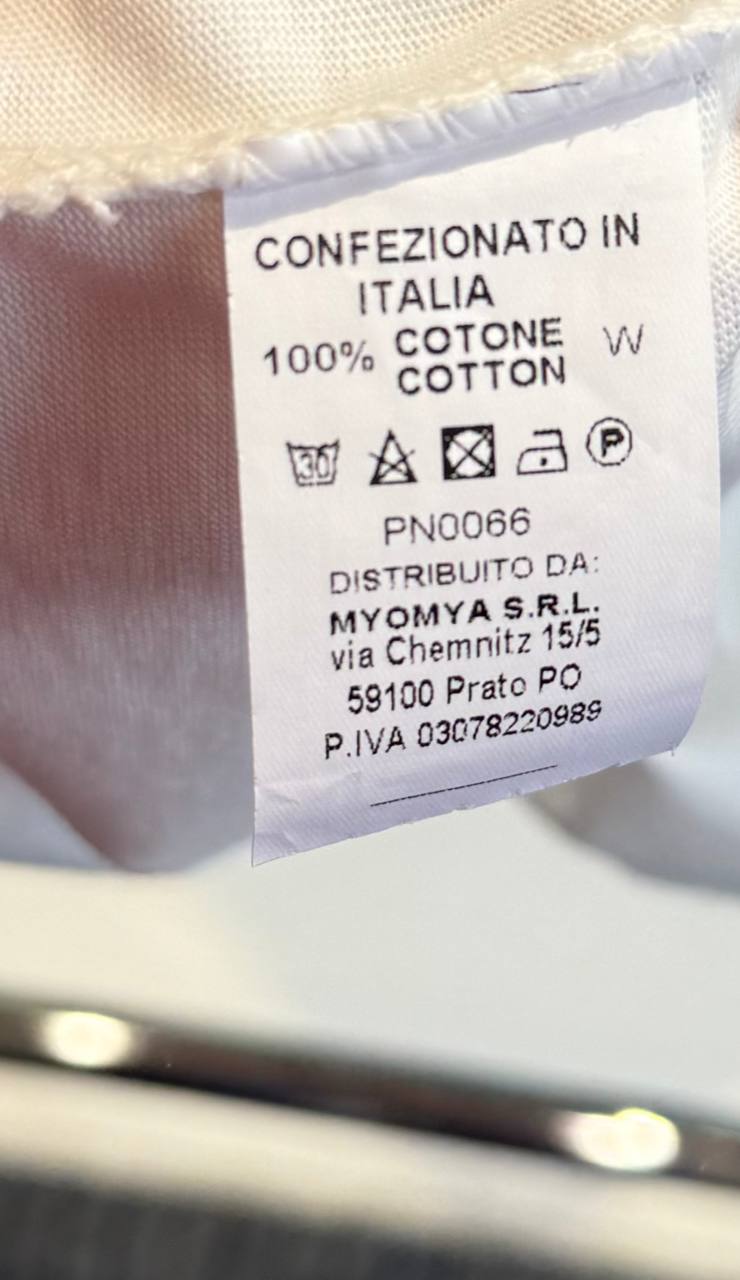 CONFEZIONATO IN
ITALIA
100% COTONE W
COTTON
30 P
PN0066
DISTRIBUITO DA:
MYOMYA S.R.L.
via Chemnitz 15/5
59100 Prato PO
P.IVA 03078220989